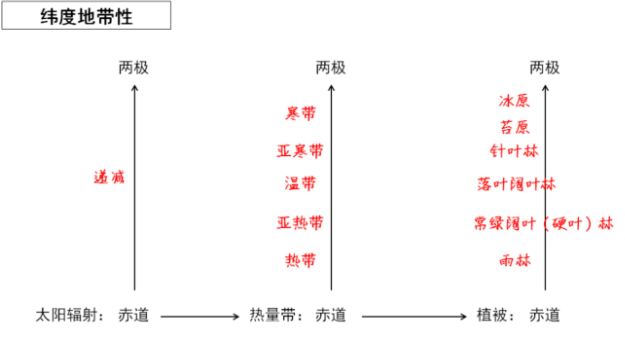 纬度地带性
两极
两极
两极
冰原
寒带
苔原
亚寒带
针叶林
递减
温带
落叶阔叶林
亚热带
常绿阔叶（硬叶）林
热带
雨林
太阳辐射： 赤道
热量带： 赤道
植被： 赤道